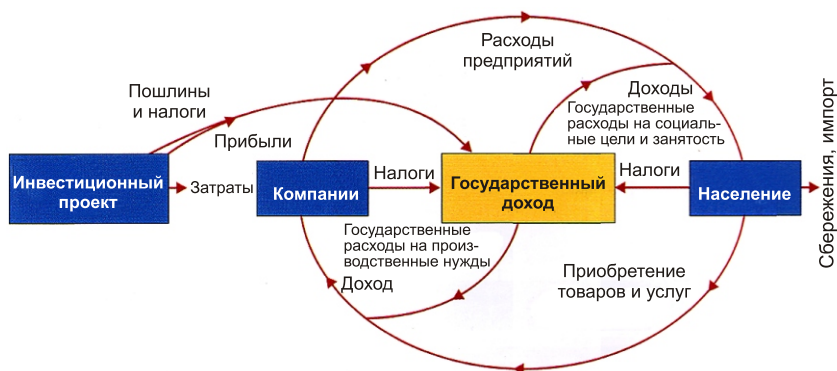 Расходы
предприятий
Пошлины
и налоги
Прибыли
Доходы
Государственные
расходы на социаль-
ные цели и занятость
Инвестиционный
проект
Затраты
Компании
Налоги
Государственный
доход
Налоги
Население
Сбережения, импорт
Государственные
расходы на произ-
водственные нужды
Доход
Приобретение
товаров и услуг